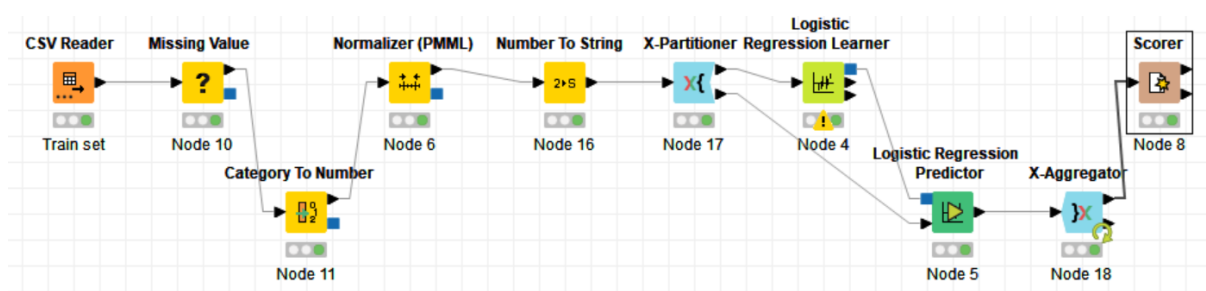 CSV Reader
Train set
Missing Value
?
Node 10
Category To Number
Node 11
Normalizer (PMML)
Node 6
Number To String
2▸S
Node 16
X-Partitioner
X{
Node 17
Logistic
Regression Learner
!
Node 4
Logistic Regression
Predictor
Node 5
X-Aggregator
}X
Node 18
Scorer
Node 8